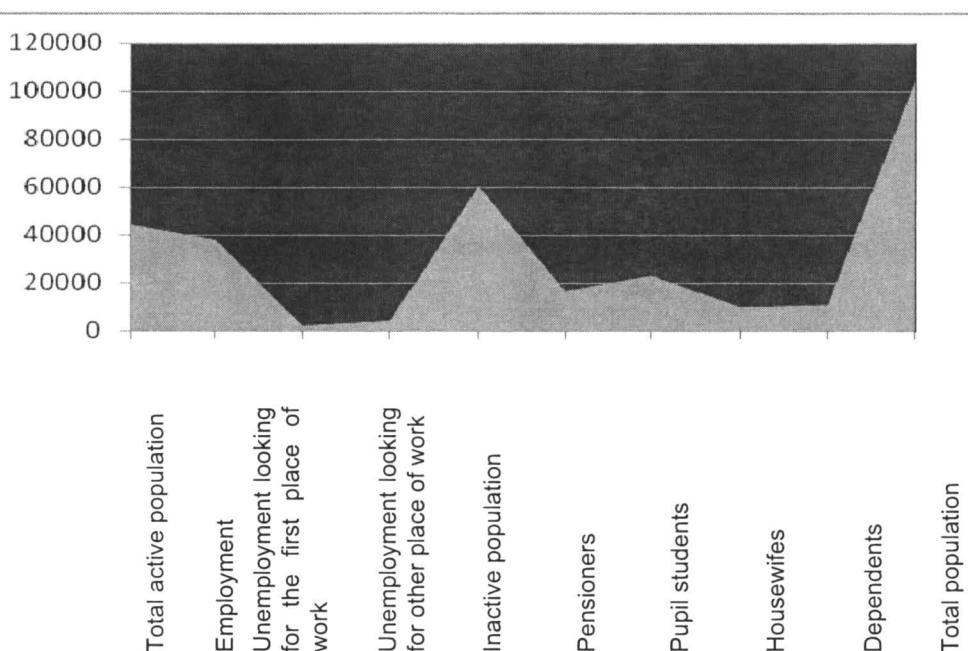 120000
100000
80000
60000
40000
20000
0
Total active population
Employment
Unemployment looking
for the first place of
work
Unemployment looking
for other place of work
Inactive population
Pensioners
Pupil students
Housewifes
Dependents
Total population